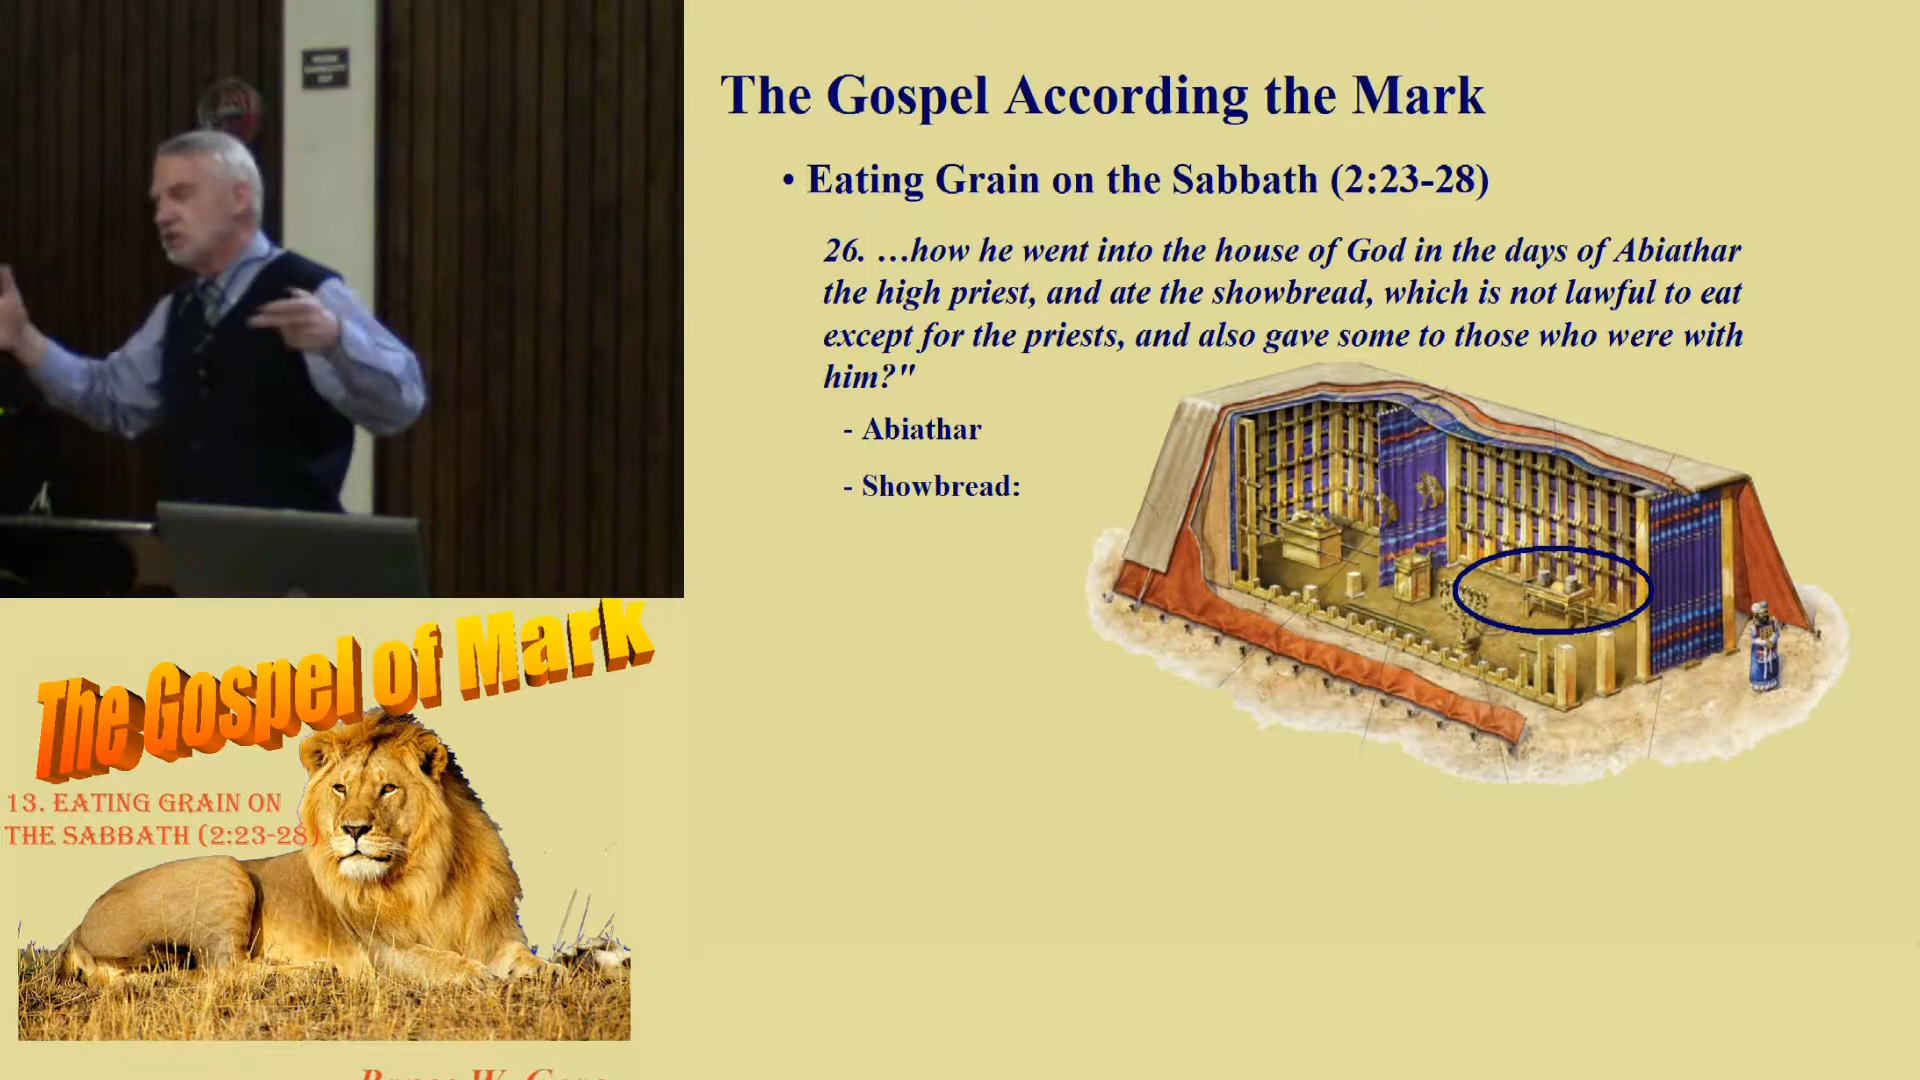 The Gospel According the Mark
• Eating Grain on the Sabbath (2:23-28)
26. …how he went into the house of God in the days of Abiathar
the high priest, and ate the showbread, which is not lawful to eat
except for the priests, and also gave some to those who were with
him?"
- Abiathar
- Showbread:
The Gospel of Mark
13. EATING GRAIN ON
THE SABBATH (2:23-28)